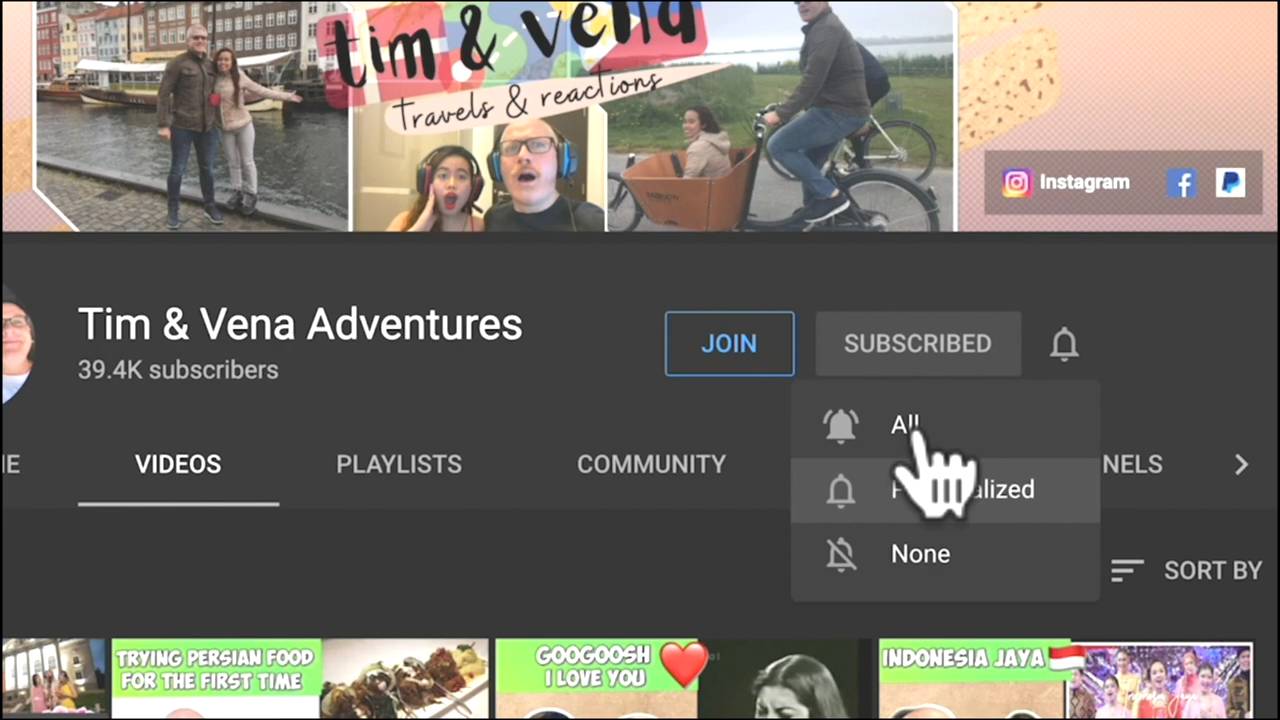 tim & vena
Travels & reactions
Instagram
Tim & Vena Adventures
39.4K subscribers
JOIN
SUBSCRIBED
All
None
VIDEOS
PLAYLISTS
COMMUNITY
SORT BY
TRYING PERSIAN FOOD
FOR THE FIRST TIME
GOOGOOSH
I LOVE YOU
INDONESIA JAYA